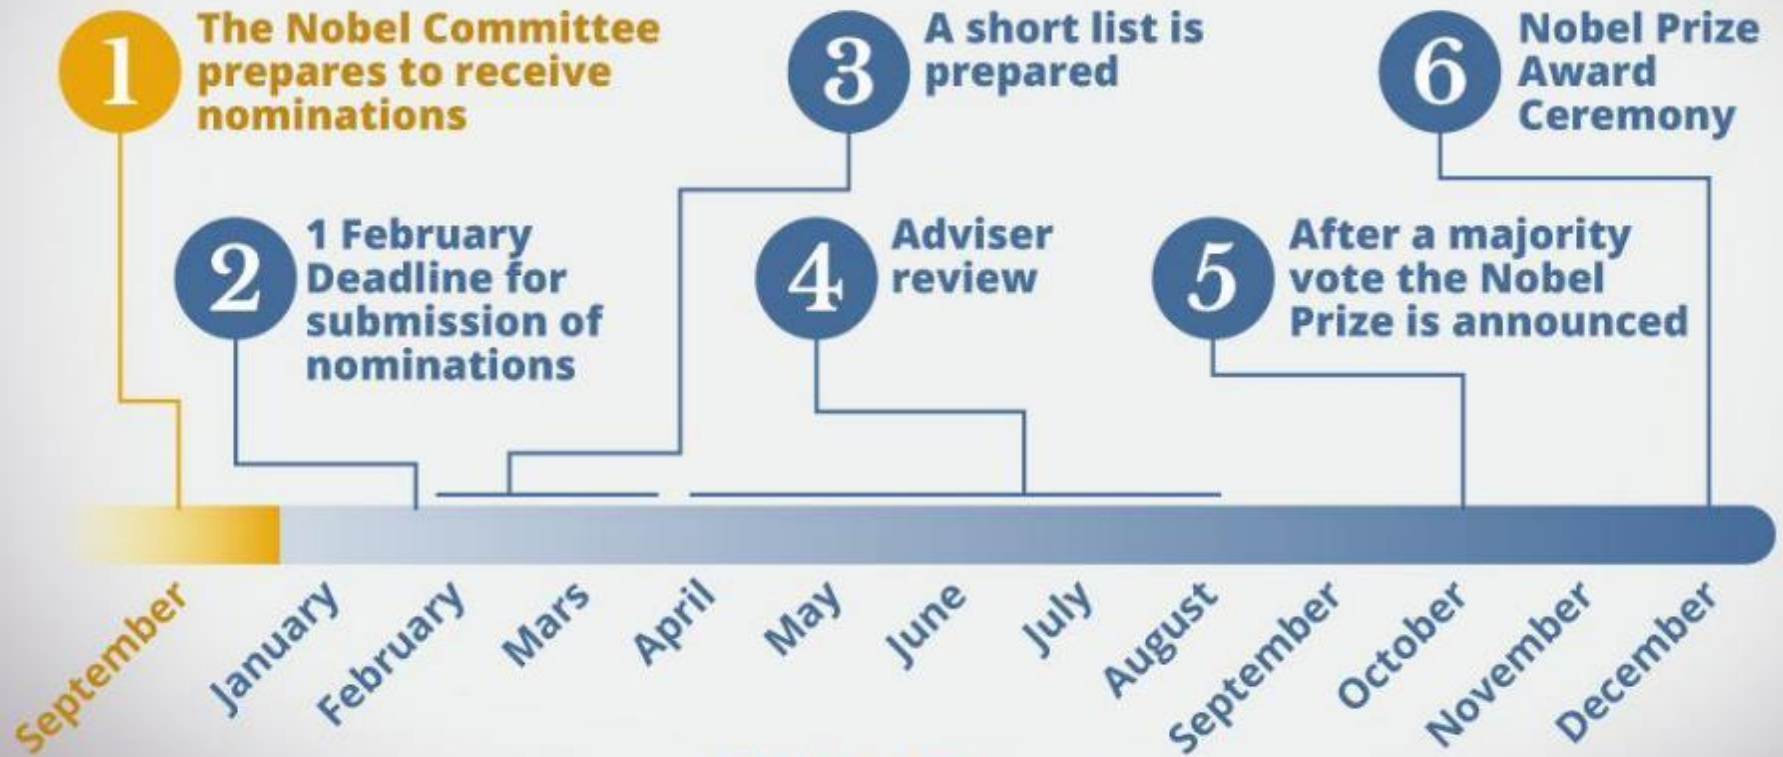 1
The Nobel Committee
prepares to receive
nominations
2
1 February
Deadline for
submission of
nominations
3
A short list is
prepared
4
Adviser
review
5
After a majority
vote the Nobel
Prize is announced
6
Nobel Prize
Award
Ceremony
September
January
February
Mars
April
May
June
July
August
September
October
November
December